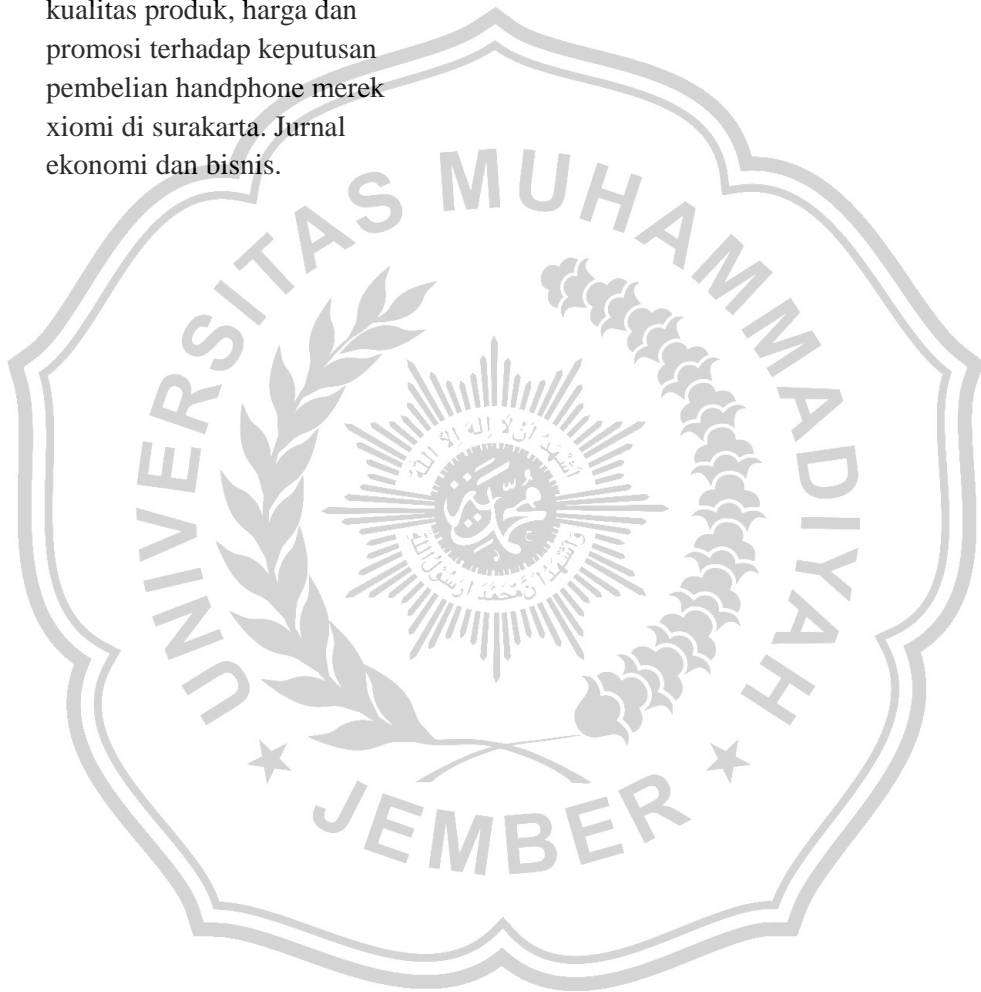 kualitas produk, harga dan
promosi terhadap keputusan
pembelian handphone merek
xiomi di surakarta. Jurnal
ekonomi dan bisnis.
UNIVERSITAS MUHAMMADIYAH
JEMBER